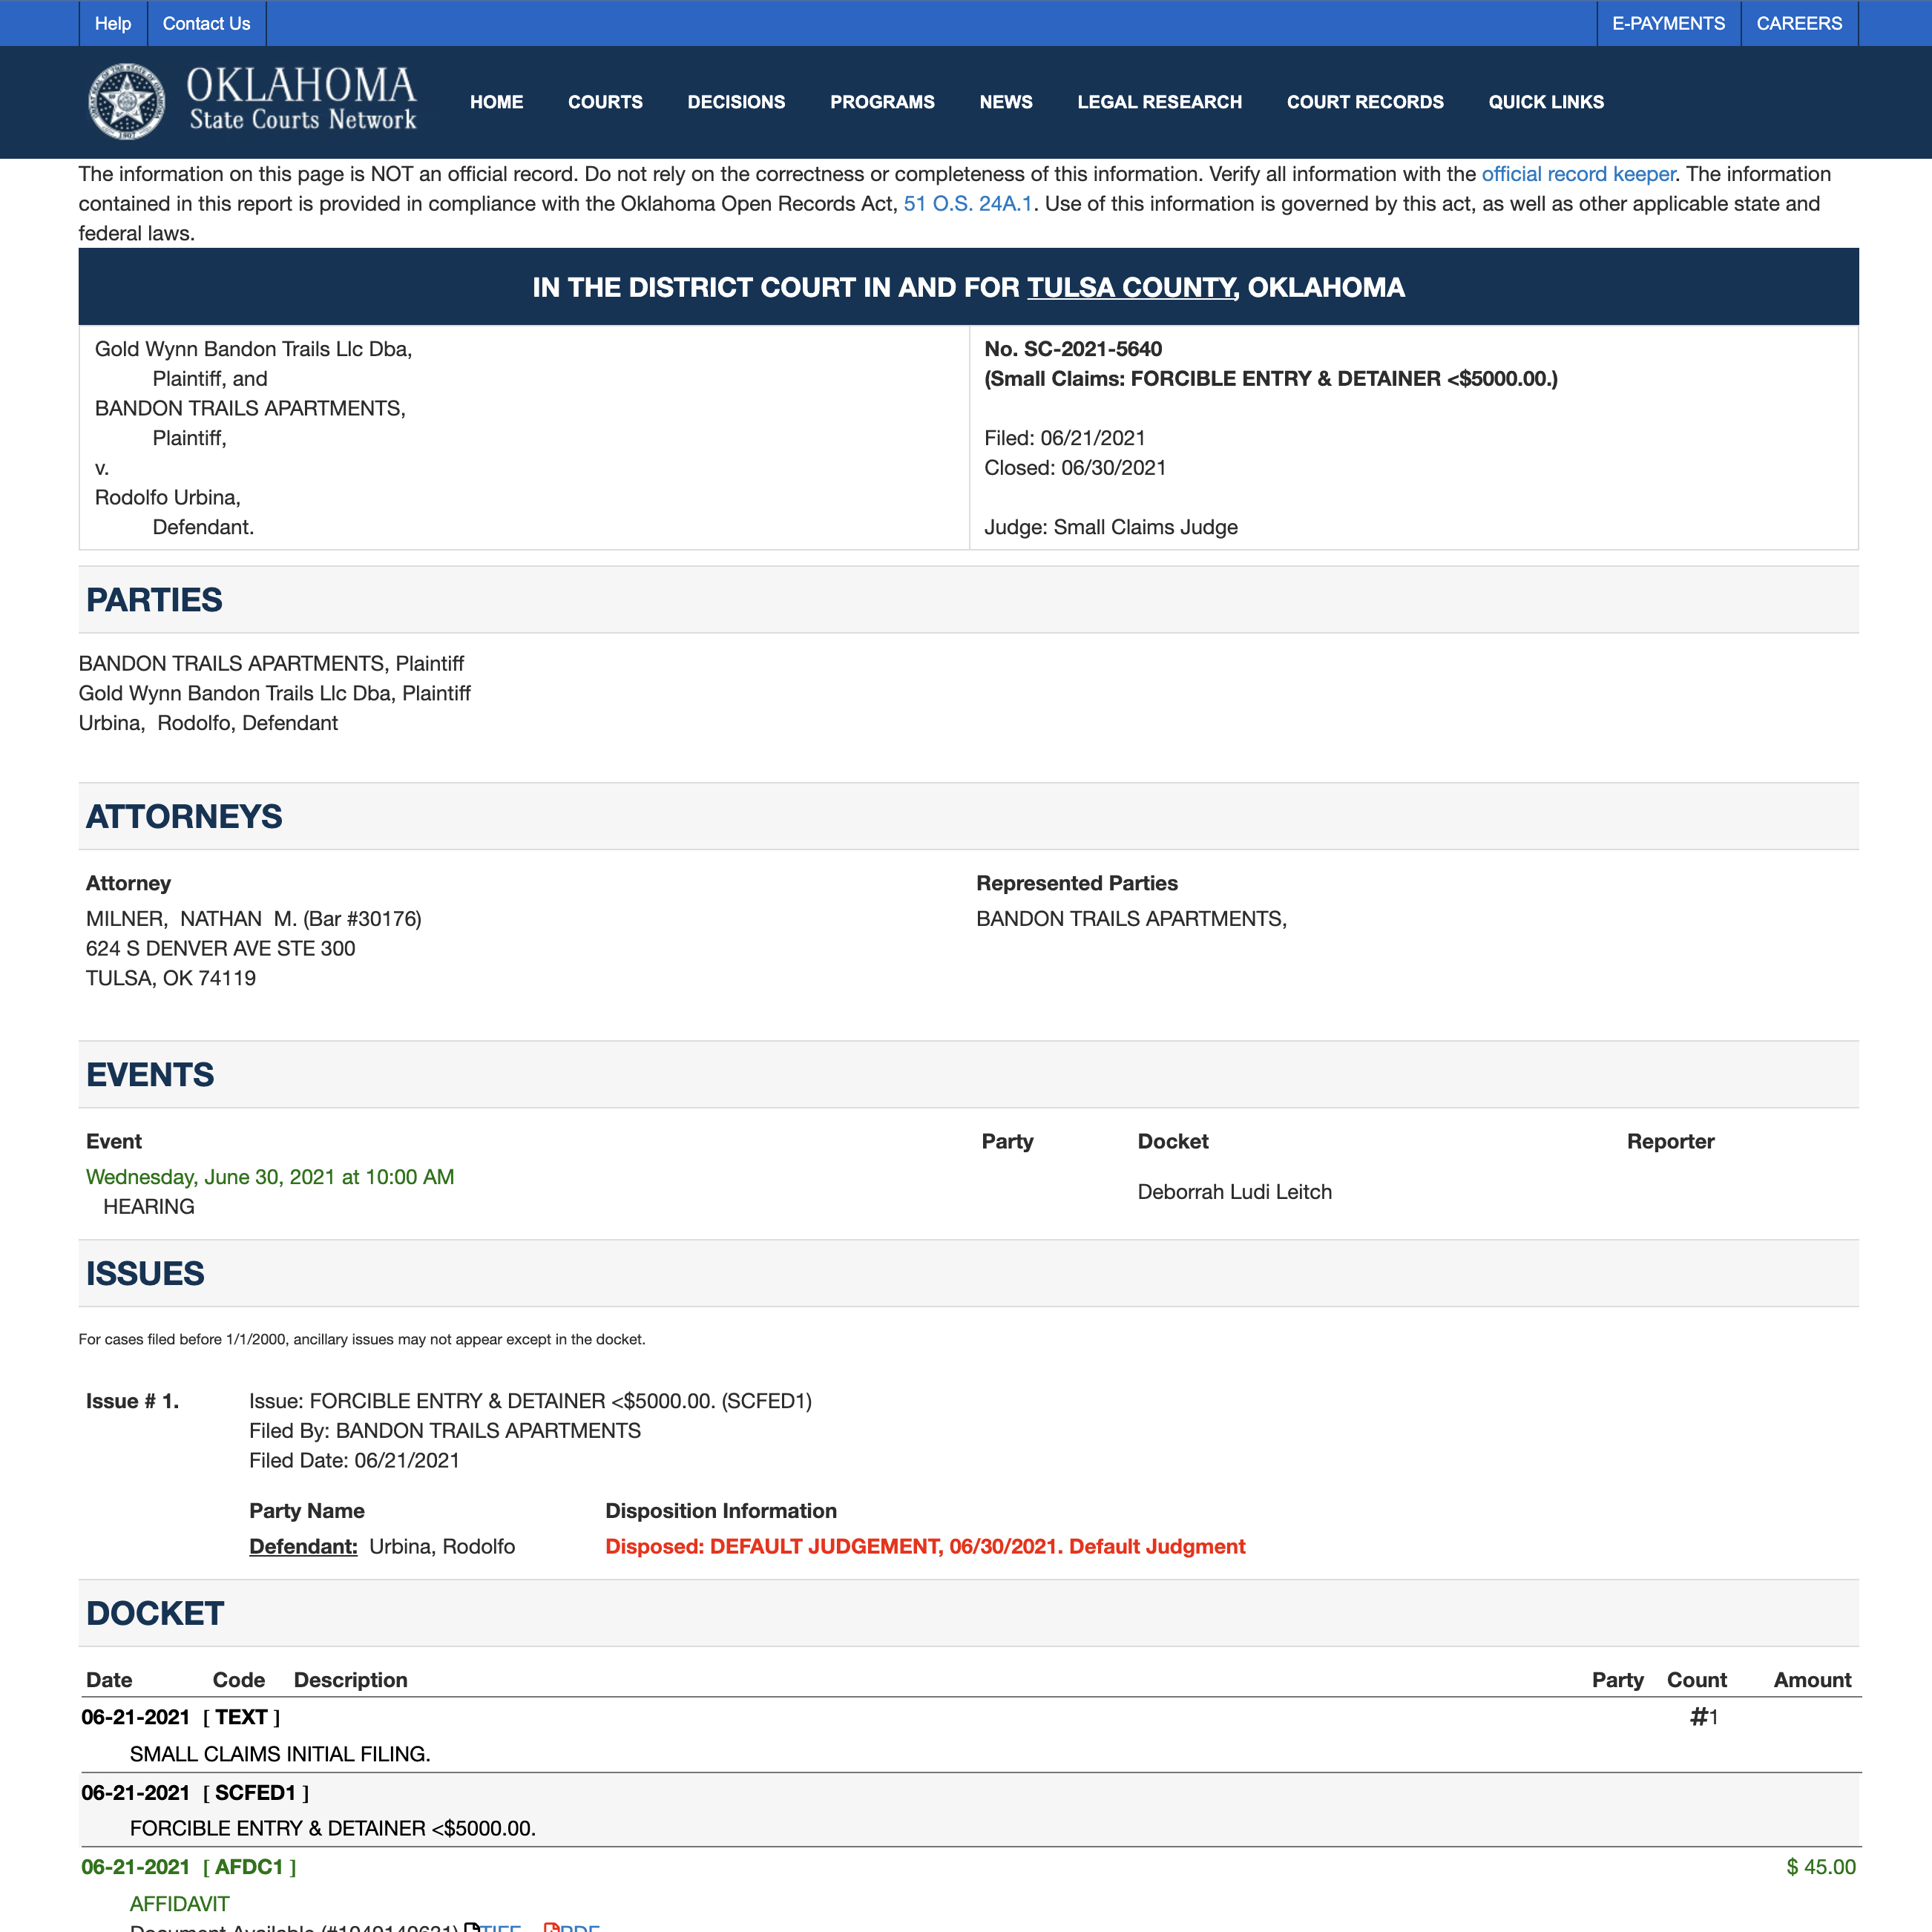 Help Contact Us E-PAYMENTS CAREERS
OKLAHOMA
State Courts Network
HOME COURTS DECISIONS PROGRAMS NEWS LEGAL RESEARCH COURT RECORDS QUICK LINKS
The information on this page is NOT an official record. Do not rely on the correctness or completeness of this information. Verify all information with the official record keeper. The information
contained in this report is provided in compliance with the Oklahoma Open Records Act, 51 O.S. 24A.1. Use of this information is governed by this act, as well as other applicable state and
federal laws.
IN THE DISTRICT COURT IN AND FOR TULSA COUNTY, OKLAHOMA
Gold Wynn Bandon Trails Llc Dba,
Plaintiff, and
BANDON TRAILS APARTMENTS,
Plaintiff,
v.
Rodolfo Urbina,
Defendant.
No. SC-2021-5640
(Small Claims: FORCIBLE ENTRY & DETAINER <$5000.00.)
Filed: 06/21/2021
Closed: 06/30/2021
Judge: Small Claims Judge
PARTIES
BANDON TRAILS APARTMENTS, Plaintiff
Gold Wynn Bandon Trails Llc Dba, Plaintiff
Urbina, Rodolfo, Defendant
ATTORNEYS
Attorney Represented Parties
MILNER, NATHAN M. (Bar #30176) BANDON TRAILS APARTMENTS,
624 S DENVER AVE STE 300
TULSA, OK 74119
EVENTS
Event Party Docket Reporter
Wednesday, June 30, 2021 at 10:00 AM
HEARING
Deborrah Ludi Leitch
ISSUES
For cases filed before 1/1/2000, ancillary issues may not appear except in the docket.
Issue # 1. Issue: FORCIBLE ENTRY & DETAINER <$5000.00. (SCFED1)
Filed By: BANDON TRAILS APARTMENTS
Filed Date: 06/21/2021
Party Name Disposition Information
Defendant: Urbina, Rodolfo Disposed: DEFAULT JUDGEMENT, 06/30/2021. Default Judgment
DOCKET
Date Code Description Party Count Amount
06-21-2021 [ TEXT ] #1
SMALL CLAIMS INITIAL FILING.
06-21-2021 [ SCFED1 ]
FORCIBLE ENTRY & DETAINER <$5000.00.
06-21-2021 [ AFDC1 ] $ 45.00
AFFIDAVIT
Document Available (#1049140631) TIFF PDF